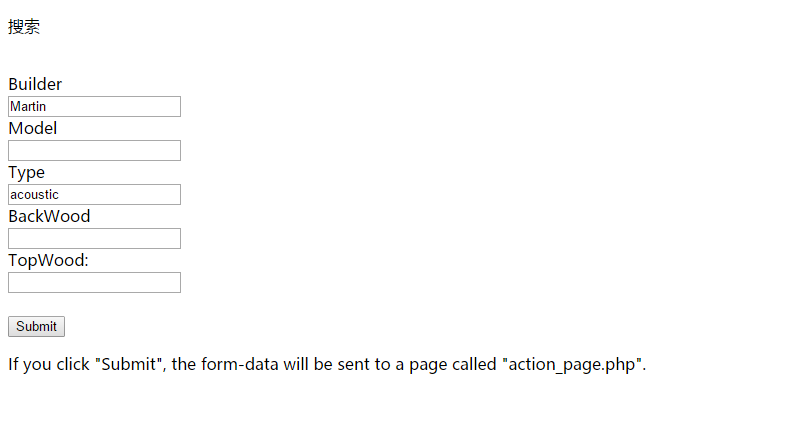 搜索
Builder
Martin
Model
Type
acoustic
BackWood
TopWood:
Submit
If you click "Submit", the form-data will be sent to a page called "action_page.php".